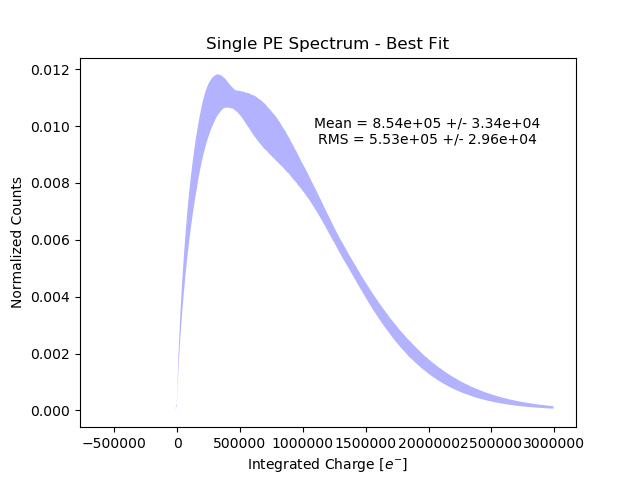 Single PE Spectrum - Best Fit
0.012
0.010
0.008
0.006
0.004
0.002
0.000
Normalized Counts
Mean = 8.54e+05 +/- 3.34e+04
RMS = 5.53e+05 +/- 2.96e+04
−500000 0 500000 1000000 1500000 2000000 2500000 3000000
Integrated Charge [e⁻]